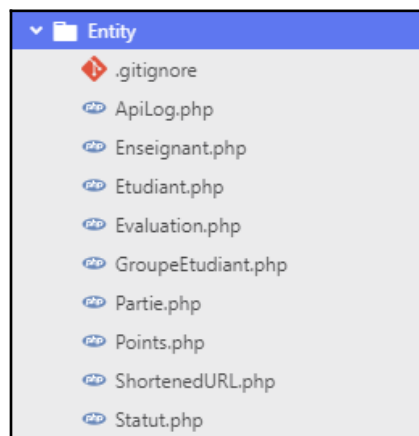 Entity
.gitignore
ApiLog.php
Enseignant.php
Etudiant.php
Evaluation.php
GroupeEtudiant.php
Partie.php
Points.php
ShortenedURL.php
Statut.php